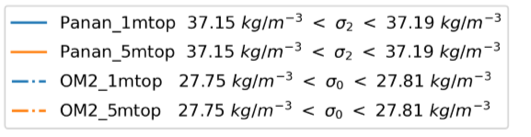 Panan_1mtop 37.15 kg/m⁻³ < σ₂ < 37.19 kg/m⁻³
Panan_5mtop 37.15 kg/m⁻³ < σ₂ < 37.19 kg/m⁻³
OM2_1mtop 27.75 kg/m⁻³ < σ₀ < 27.81 kg/m⁻³
OM2_5mtop 27.75 kg/m⁻³ < σ₀ < 27.81 kg/m⁻³